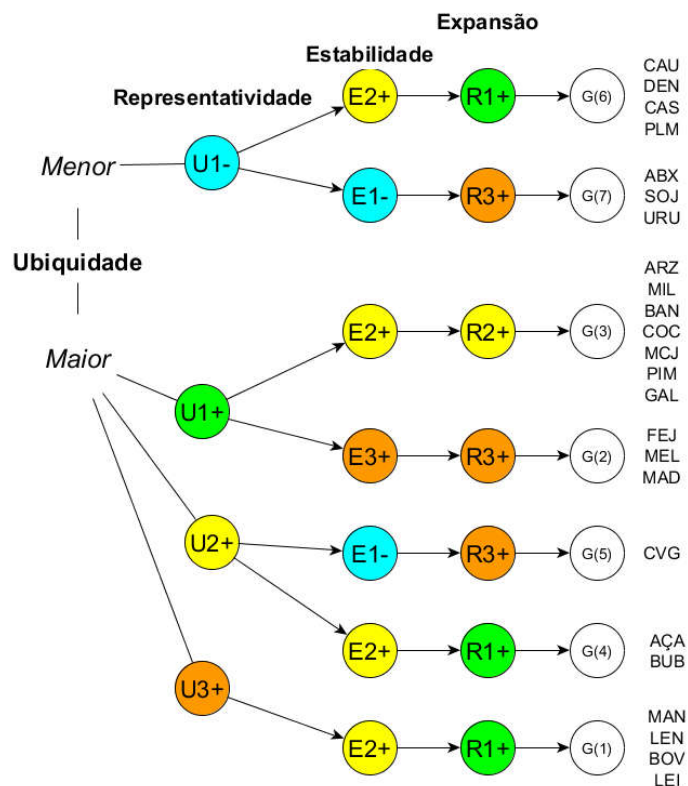 Expansão
Estabilidade
Representatividade
Menor
U1-
E2+
R1+
G(6)
CAU
DEN
CAS
PLM
E1-
R3+
G(7)
ABX
SOJ
URU
Ubiquidade
Maior
U1+
E2+
R2+
G(3)
ARZ
MIL
BAN
COC
MCJ
PIM
GAL
E3+
R3+
G(2)
FEJ
MEL
MAD
U2+
E1-
R3+
G(5)
CVG
E2+
R1+
G(4)
AÇA
BUB
U3+
E2+
R1+
G(1)
MAN
LEN
BOV
LEI